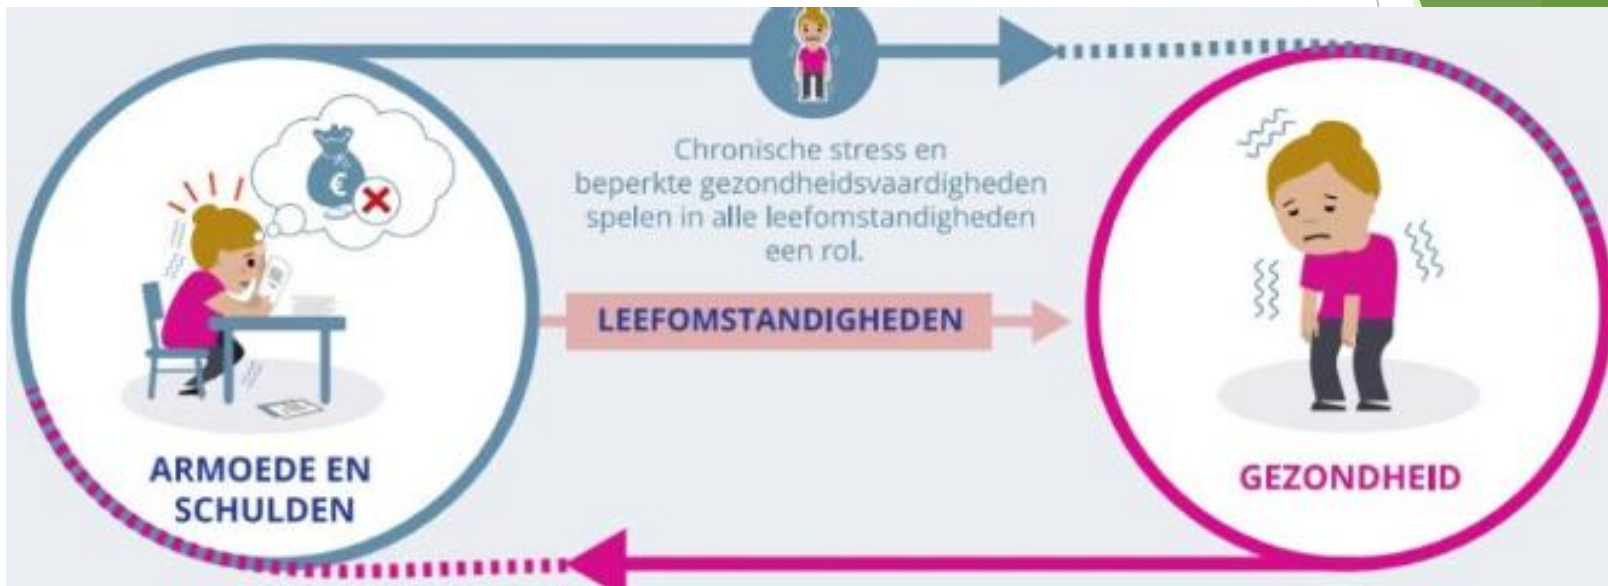 €
Chronische stress en
beperkte gezondheidsvaardigheden
spelen in alle leefomstandigheden
een rol.
LEEFOMSTANDIGHEDEN
ARMOEDE EN
SCHULDEN
GEZONDHEID